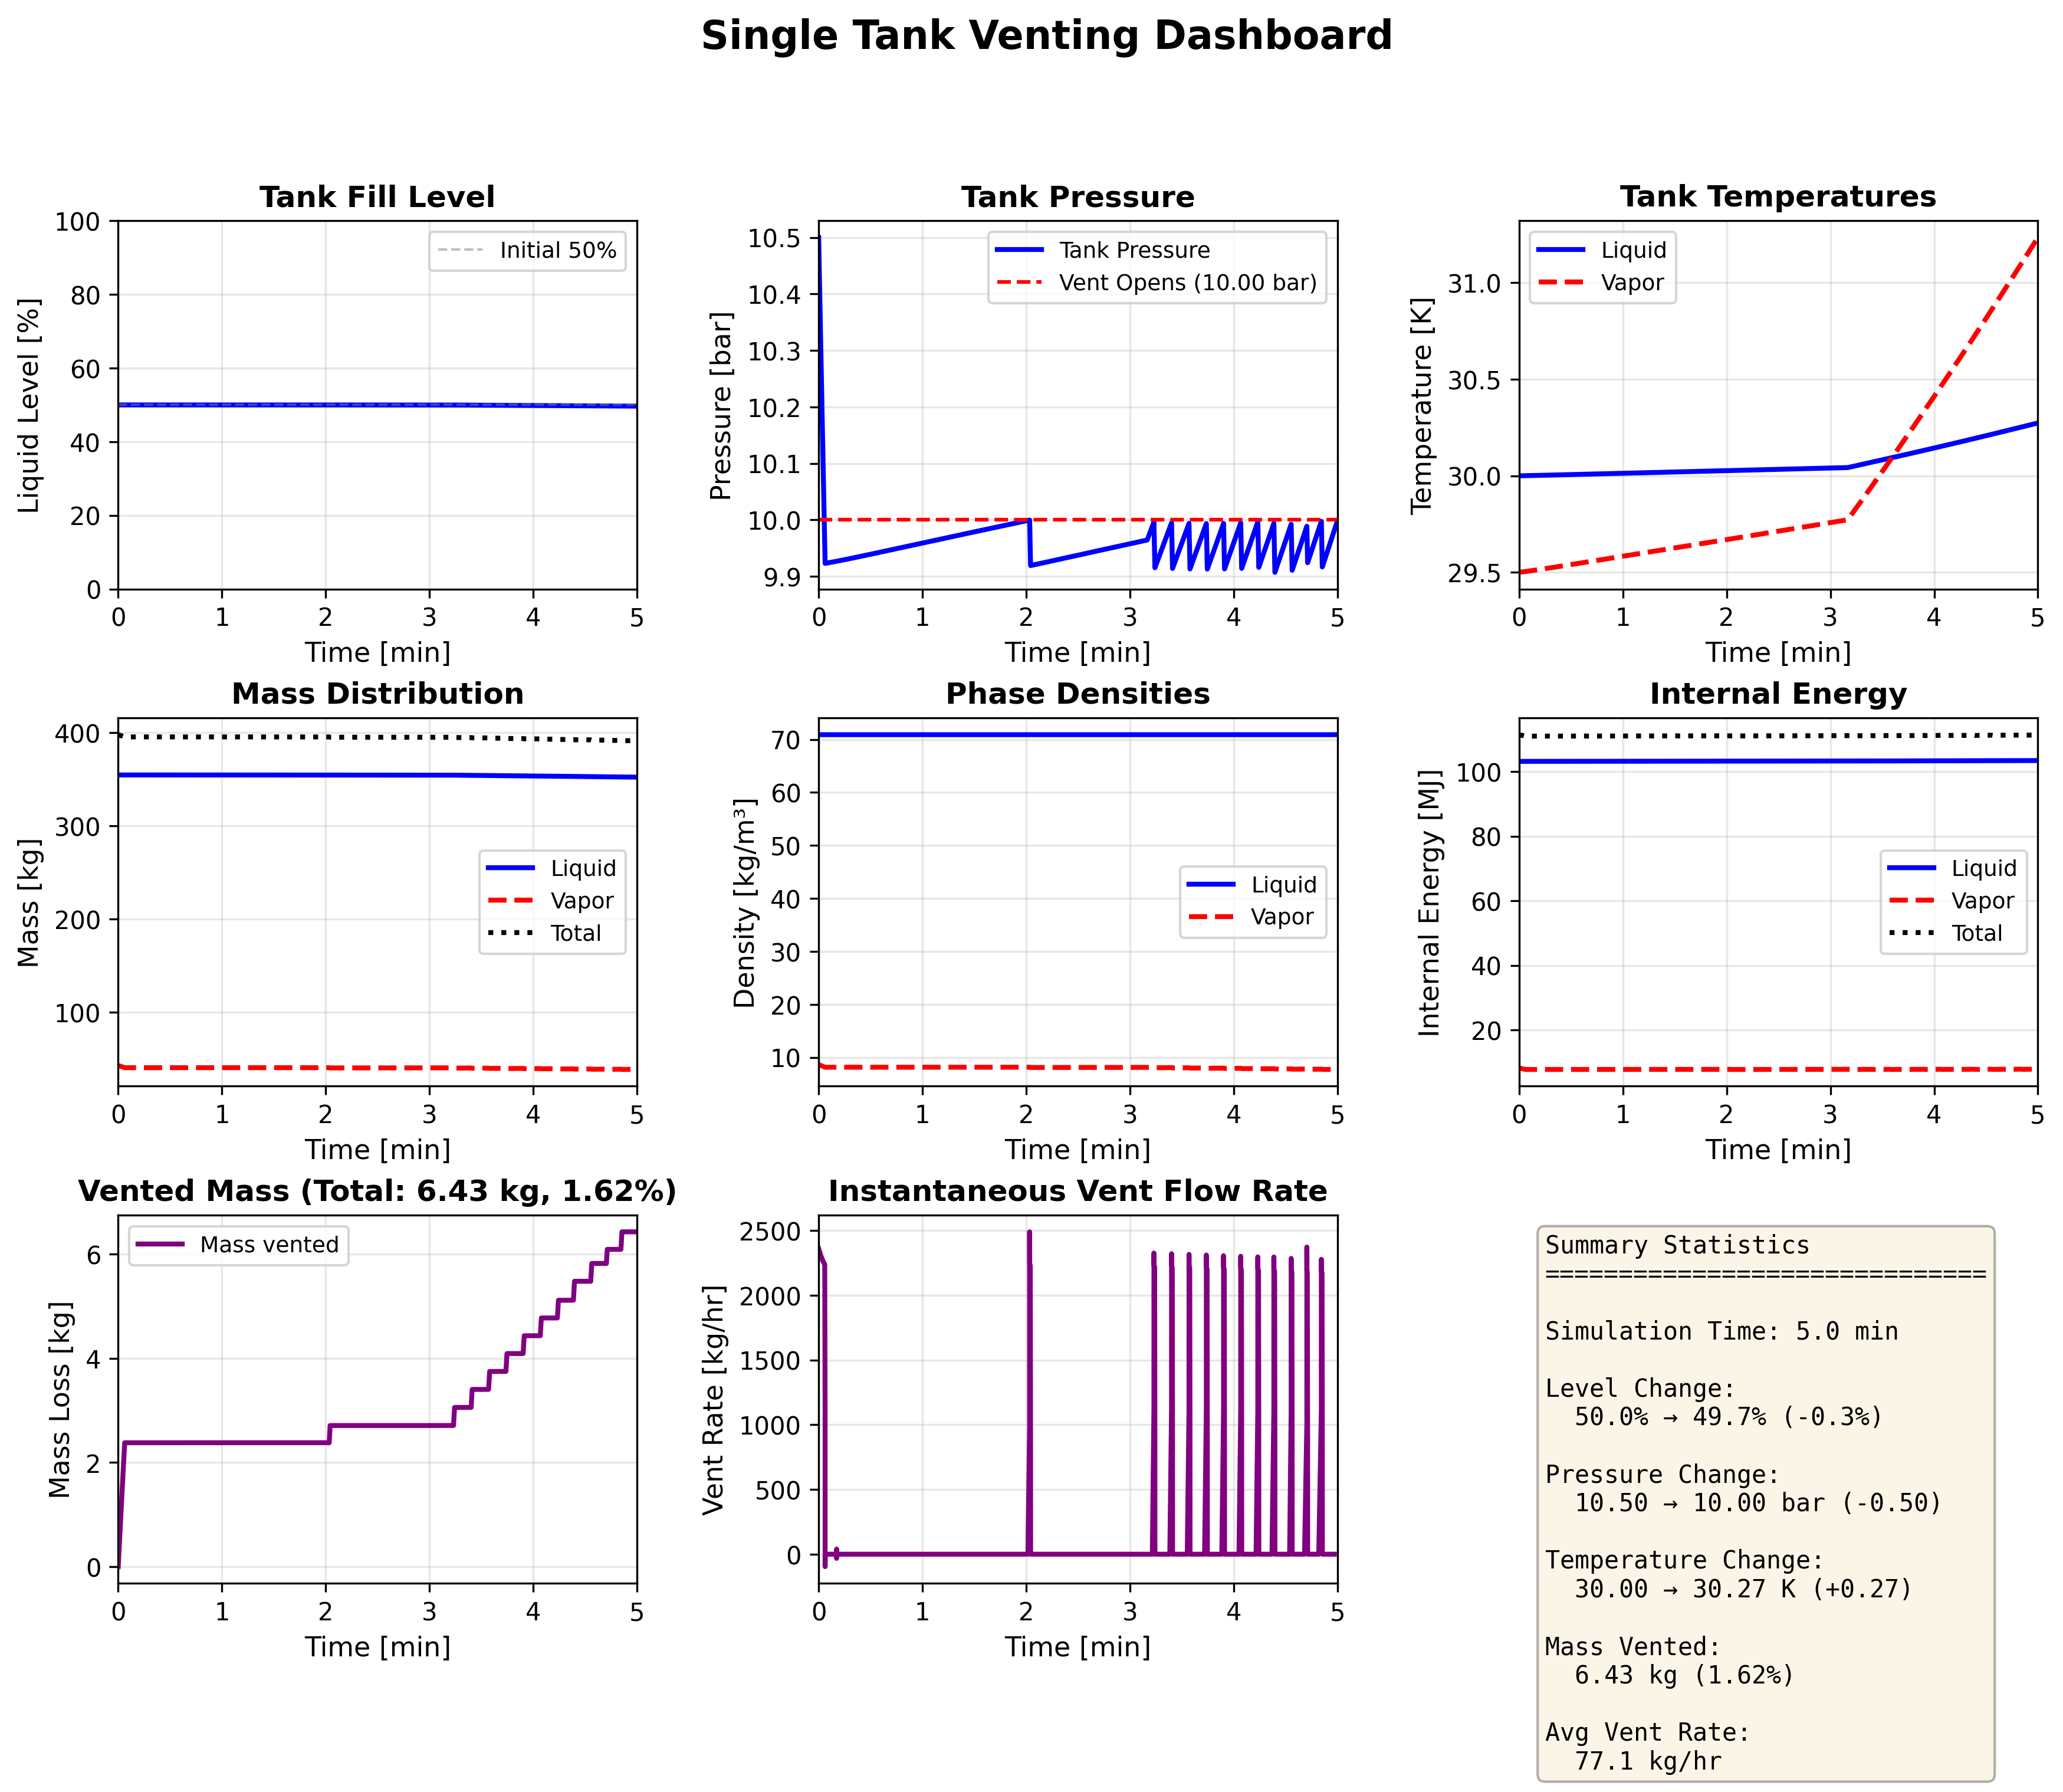 Single Tank Venting Dashboard
Tank Fill Level
Liquid Level [%]
100
80
60
40
20
0
Initial 50%
0 1 2 3 4 5
Time [min]
Tank Pressure
Pressure [bar]
10.5
10.4
10.3
10.2
10.1
10.0
9.9
Tank Pressure
Vent Opens (10.00 bar)
0 1 2 3 4 5
Time [min]
Tank Temperatures
Temperature [K]
31.0
30.5
30.0
29.5
Liquid
Vapor
0 1 2 3 4 5
Time [min]
Mass Distribution
Mass [kg]
400
300
200
100
Liquid
Vapor
Total
0 1 2 3 4 5
Time [min]
Phase Densities
Density [kg/m³]
70
60
50
40
30
20
10
Liquid
Vapor
0 1 2 3 4 5
Time [min]
Internal Energy
Internal Energy [MJ]
100
80
60
40
20
Liquid
Vapor
Total
0 1 2 3 4 5
Time [min]
Vented Mass (Total: 6.43 kg, 1.62%)
Mass Loss [kg]
6
4
2
0
Mass vented
0 1 2 3 4 5
Time [min]
Instantaneous Vent Flow Rate
Vent Rate [kg/hr]
2500
2000
1500
1000
500
0
0 1 2 3 4 5
Time [min]
Summary Statistics
==============================
Simulation Time: 5.0 min
Level Change:
50.0% → 49.7% (-0.3%)
Pressure Change:
10.50 → 10.00 bar (-0.50)
Temperature Change:
30.00 → 30.27 K (+0.27)
Mass Vented:
6.43 kg (1.62%)
Avg Vent Rate:
77.1 kg/hr